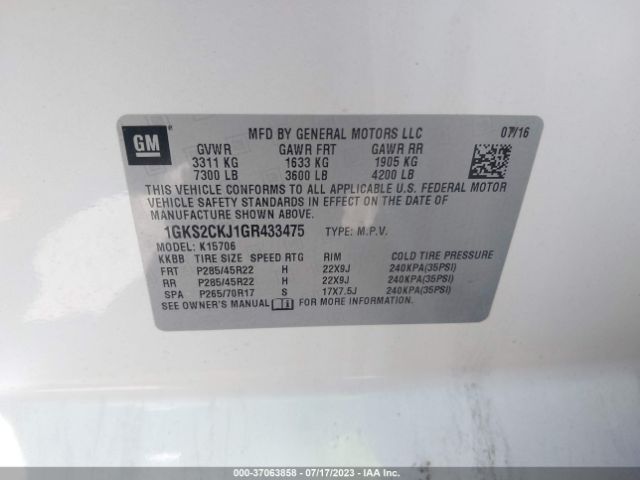 GM ®
MFD BY GENERAL MOTORS LLC 07/16
GVWR GAWR FRT GAWR RR
3311 KG 1633 KG 1905 KG
7300 LB 3600 LB 4200 LB
THIS VEHICLE CONFORMS TO ALL APPLICABLE U.S. FEDERAL MOTOR
VEHICLE SAFETY STANDARDS IN EFFECT ON THE DATE OF
MANUFACTURE SHOWN ABOVE.
1GKS2CKJ1GR433475 TYPE: M.P.V.
MODEL: K15706
KKBB TIRE SIZE SPEED RTG RIM COLD TIRE PRESSURE
FRT P285/45R22 H 22X9J 240KPA(35PSI)
RR P285/45R22 H 22X9J 240KPA(35PSI)
SPA P265/70R17 S 17X7.5J 240KPA(35PSI)
SEE OWNER'S MANUAL FOR MORE INFORMATION.
000-37063858 - 07/17/2023 - IAA Inc.